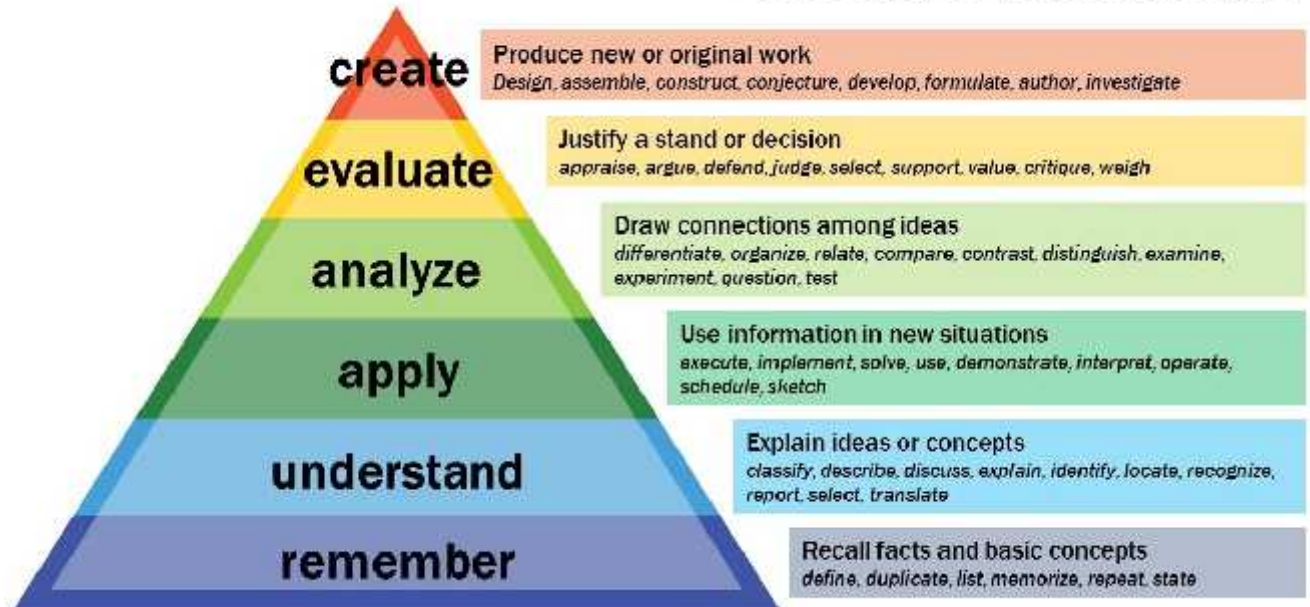 create
Produce new or original work
Design, assemble, construct, conjecture, develop, formulate, author, investigate
evaluate
Justify a stand or decision
appraise, argue, defend, judge, select, support, value, critique, weigh
analyze
Draw connections among ideas
differentiate, organize, relate, compare, contrast, distinguish, examine,
experiment, question, test
apply
Use information in new situations
execute, implement, solve, use, demonstrate, interpret, operate,
schedule, sketch
understand
Explain ideas or concepts
classify, describe, discuss, explain, identify, locate, recognize,
report, select, translate
remember
Recall facts and basic concepts
define, duplicate, list, memorize, repeat, state